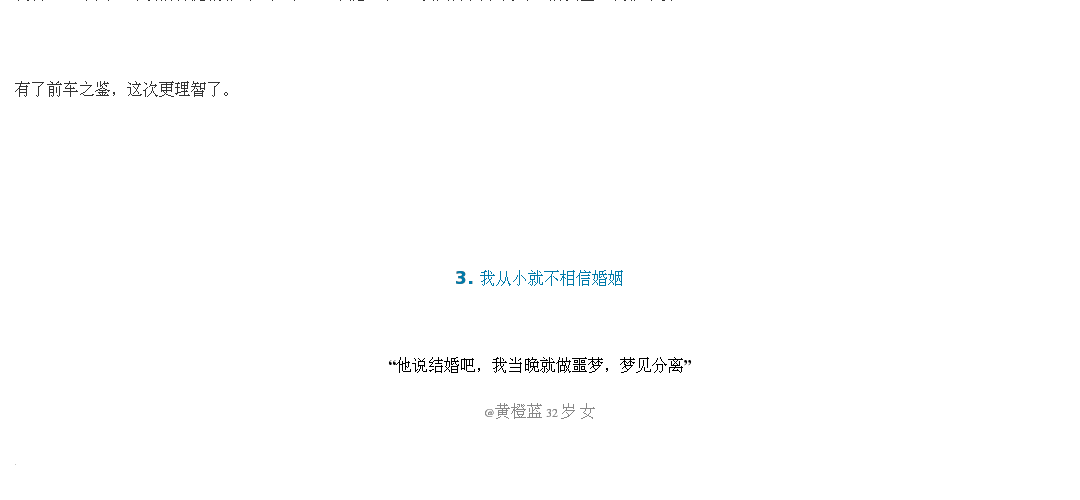 有了前车之鉴，这次更理智了。
3. 我从小就不相信婚姻
“他说结婚吧，我当晚就做噩梦，梦见分离”
@黄橙蓝 32 岁 女